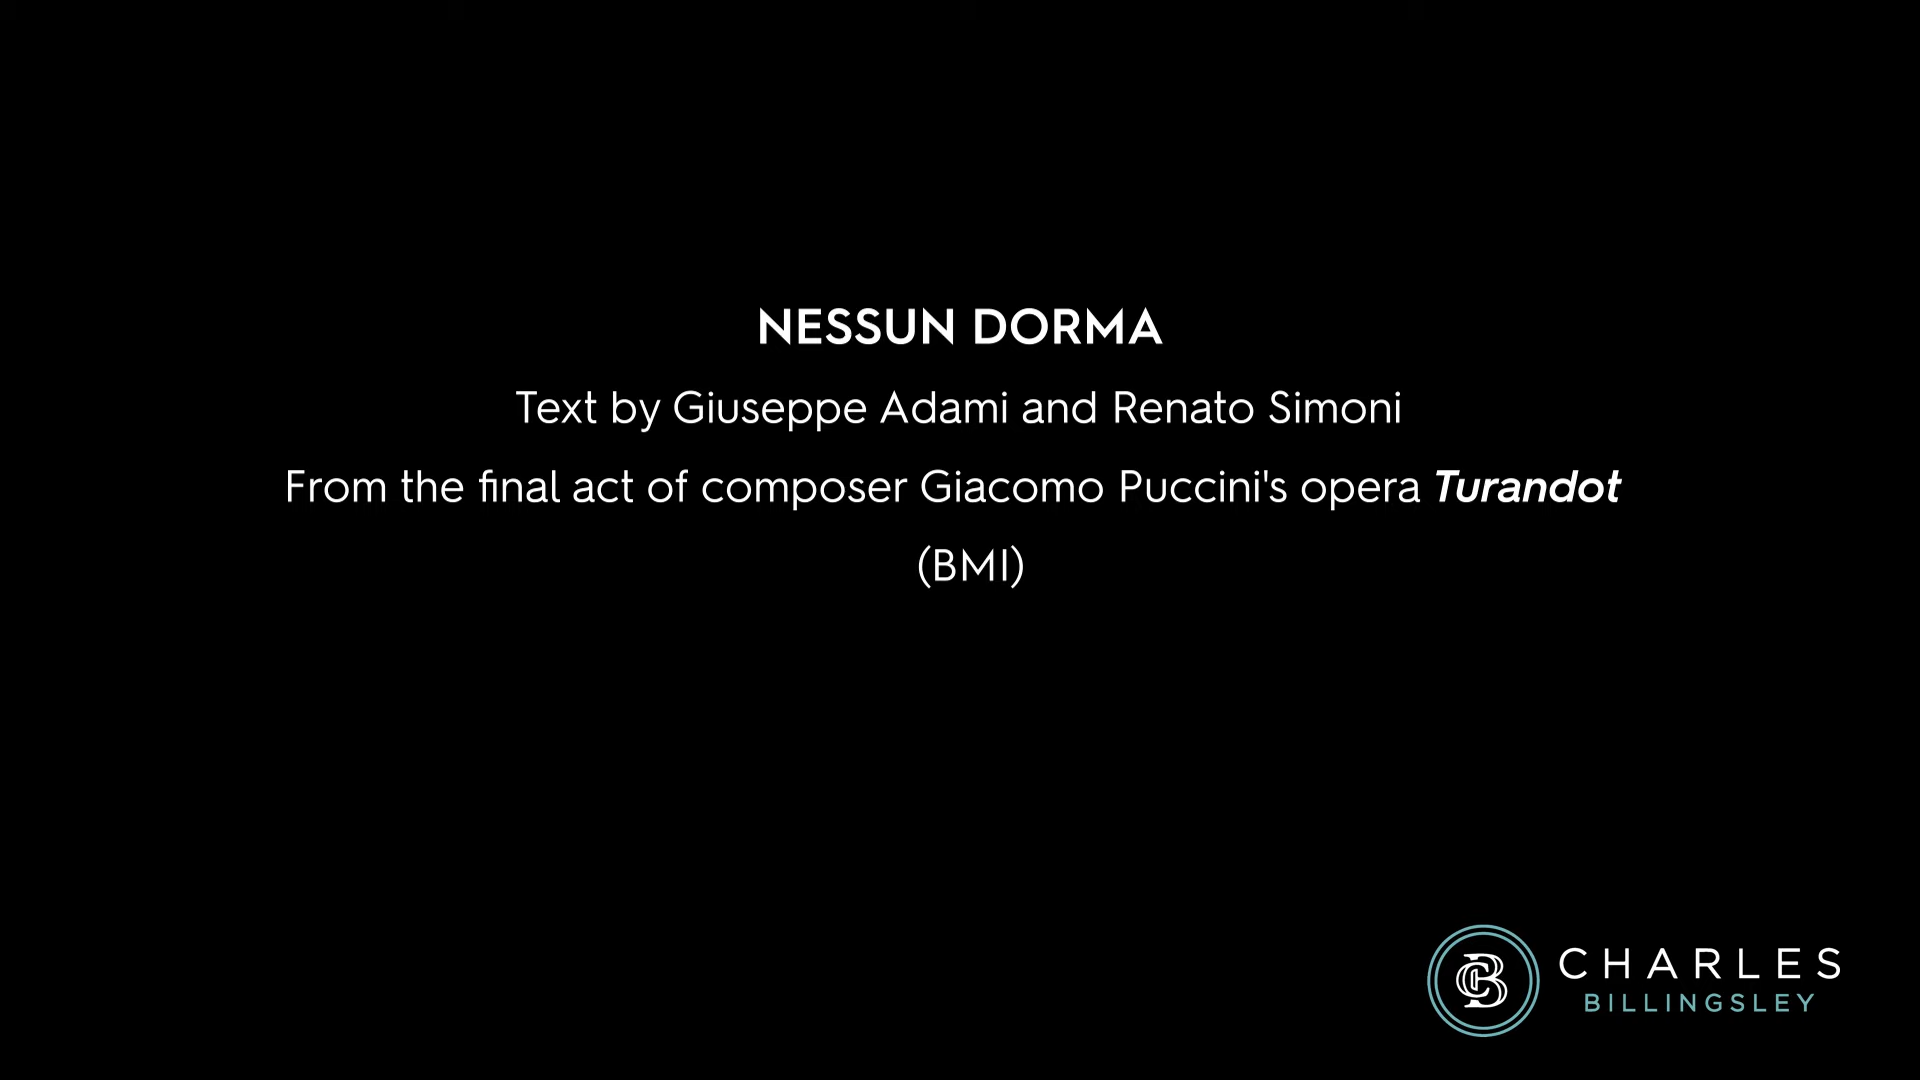 NESSUN DORMA
Text by Giuseppe Adami and Renato Simoni
From the final act of composer Giacomo Puccini's opera Turandot
(BMI)
CB
CHARLES
BILLINGSLEY